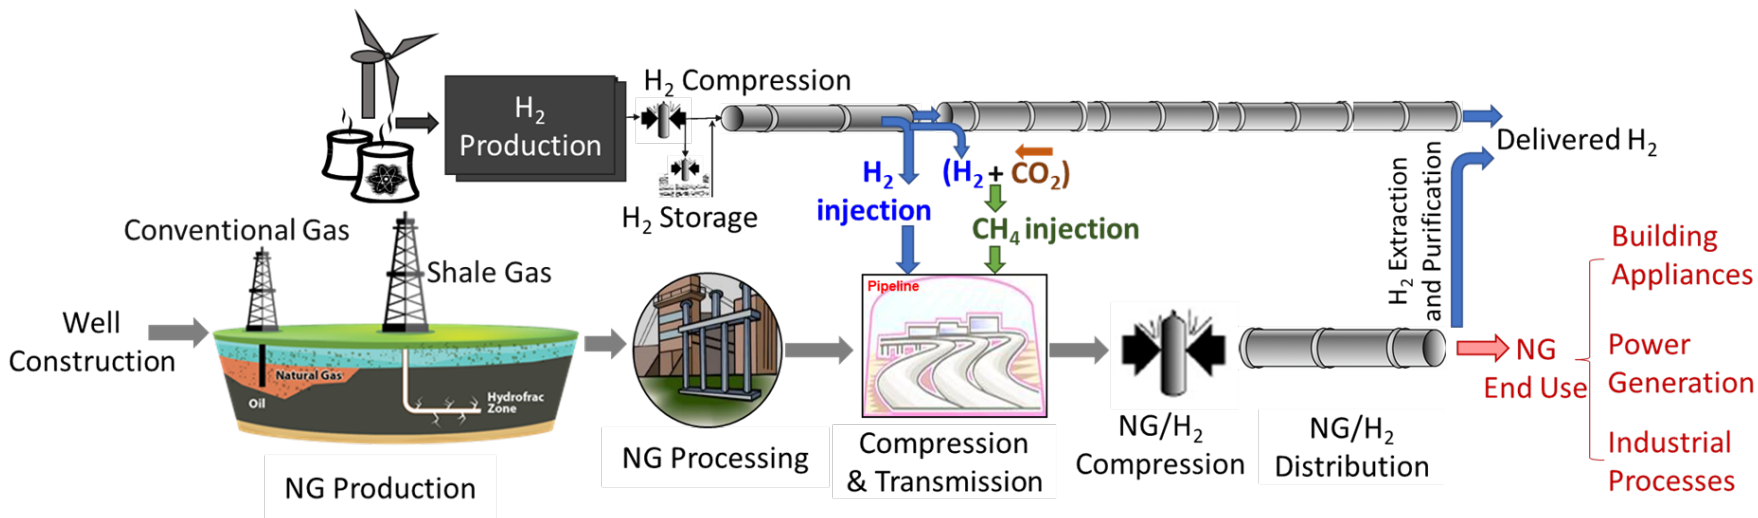 H₂ Compression
H₂
Production
H₂ Storage
H₂
injection
(H₂ + CO₂)
CH₄ injection
Delivered H₂
H₂ Extraction
and Purification
Conventional Gas
Shale Gas
Well
Construction
Natural Gas
Oil
Hydrofrac
Zone
NG Production
NG Processing
Pipeline
Compression
& Transmission
NG/H₂
Compression
NG/H₂
Distribution
NG
End Use
Building
Appliances
Power
Generation
Industrial
Processes